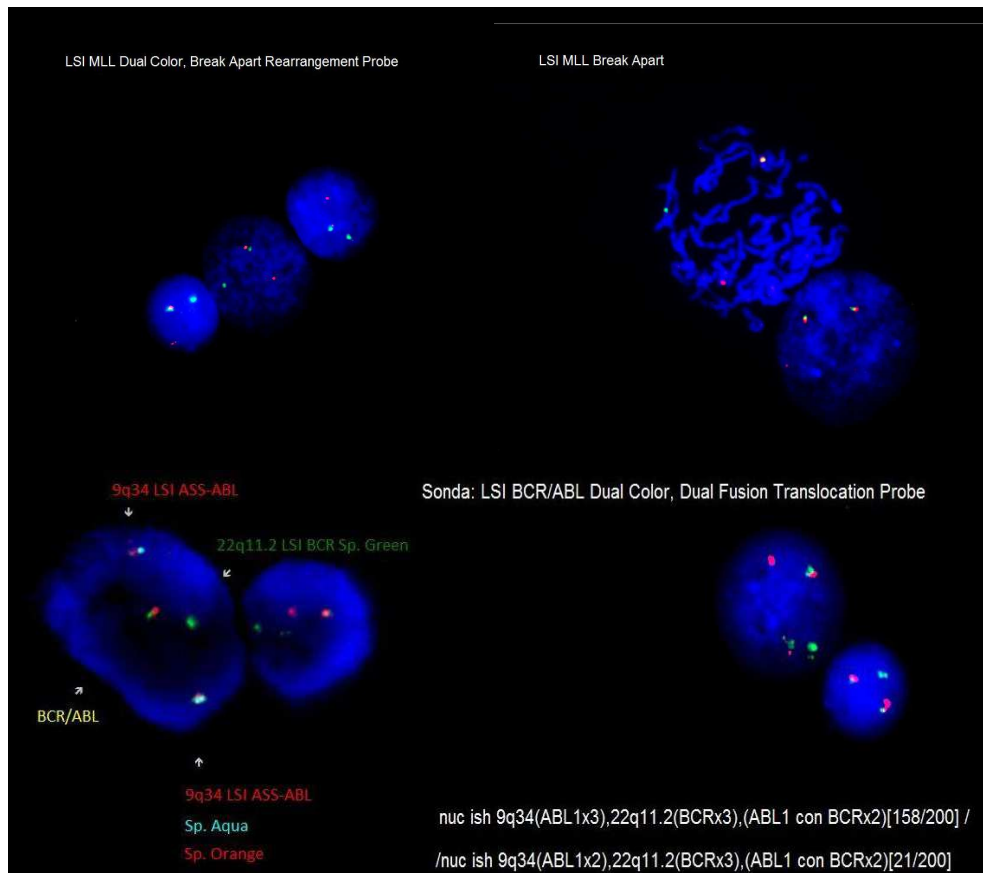 LSI MLL Dual Color, Break Apart Rearrangement Probe
LSI MLL Break Apart
9q34 LSI ASS-ABL
22q11.2 LSI BCR Sp. Green
BCR/ABL
9q34 LSI ASS-ABL
Sp. Aqua
Sp. Orange
Sonda: LSI BCR/ABL Dual Color, Dual Fusion Translocation Probe
nuc ish 9q34(ABL1x3),22q11.2(BCRx3),(ABL1 con BCRx2)[158/200] /
/nuc ish 9q34(ABL1x2),22q11.2(BCRx3),(ABL1 con BCRx2)[21/200]